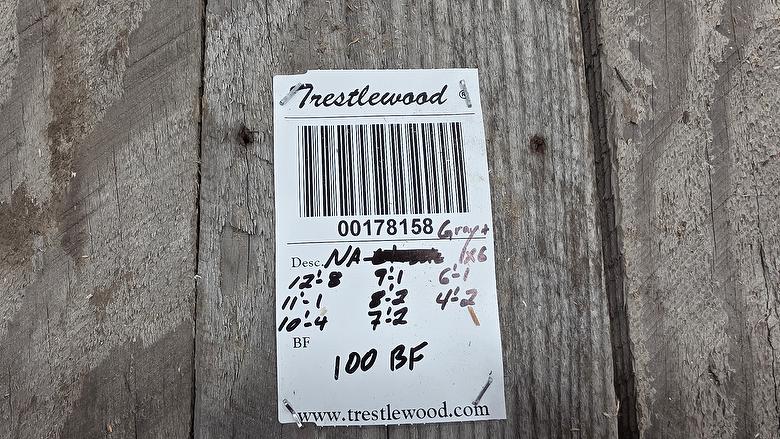 Trestlewood ®
00178158 Gray +
Desc. NA- 1x6
12'-8 9'-1 6'-1
11'-1 8'-2 4'-2
10'-4 7'-2
BF
100 BF
www.trestlewood.com